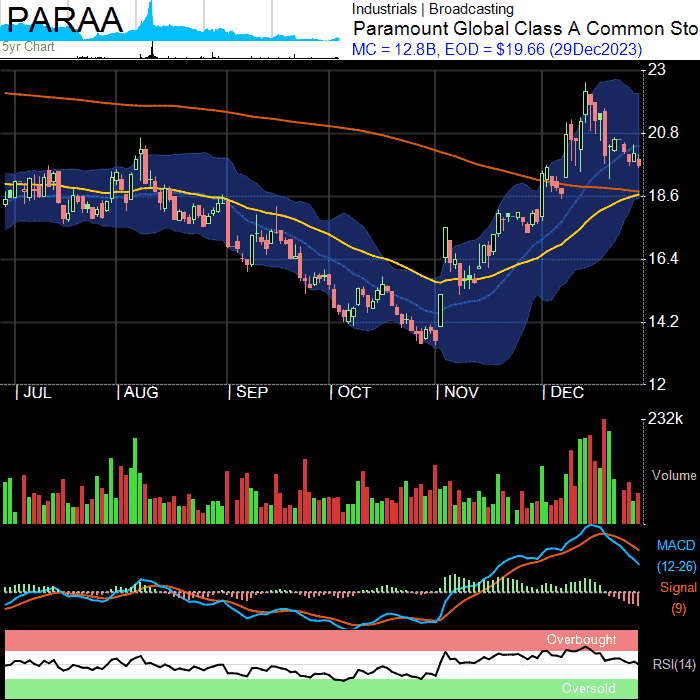 PARAA
5yr Chart
Industrials | Broadcasting
Paramount Global Class A Common Sto
MC = 12.8B, EOD = $19.66 (29Dec2023)
23
20.8
18.6
16.4
14.2
12
JUL AUG SEP OCT NOV DEC
232k
Volume
MACD
(12-26)
Signal
(9)
Overbought
RSI(14)
Oversold